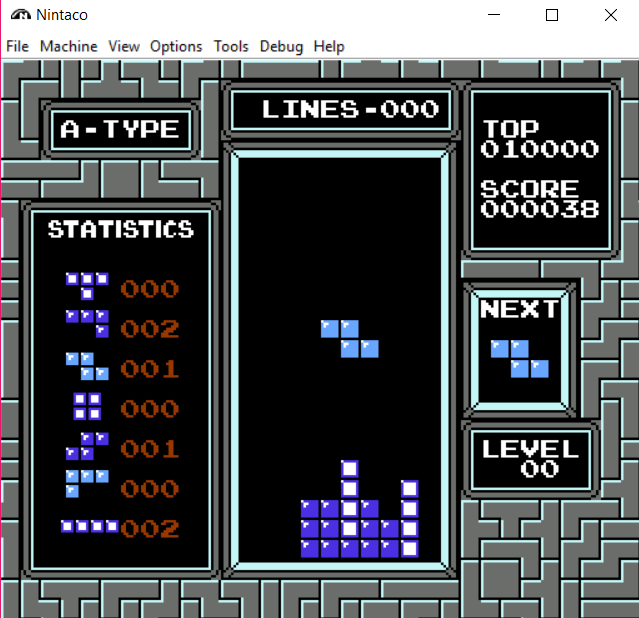 Nintaco
File Machine View Options Tools Debug Help
A-TYPE
LINES-000
TOP
010000
SCORE
000038
STATISTICS
000
002
001
000
001
000
002
NEXT
LEVEL
00